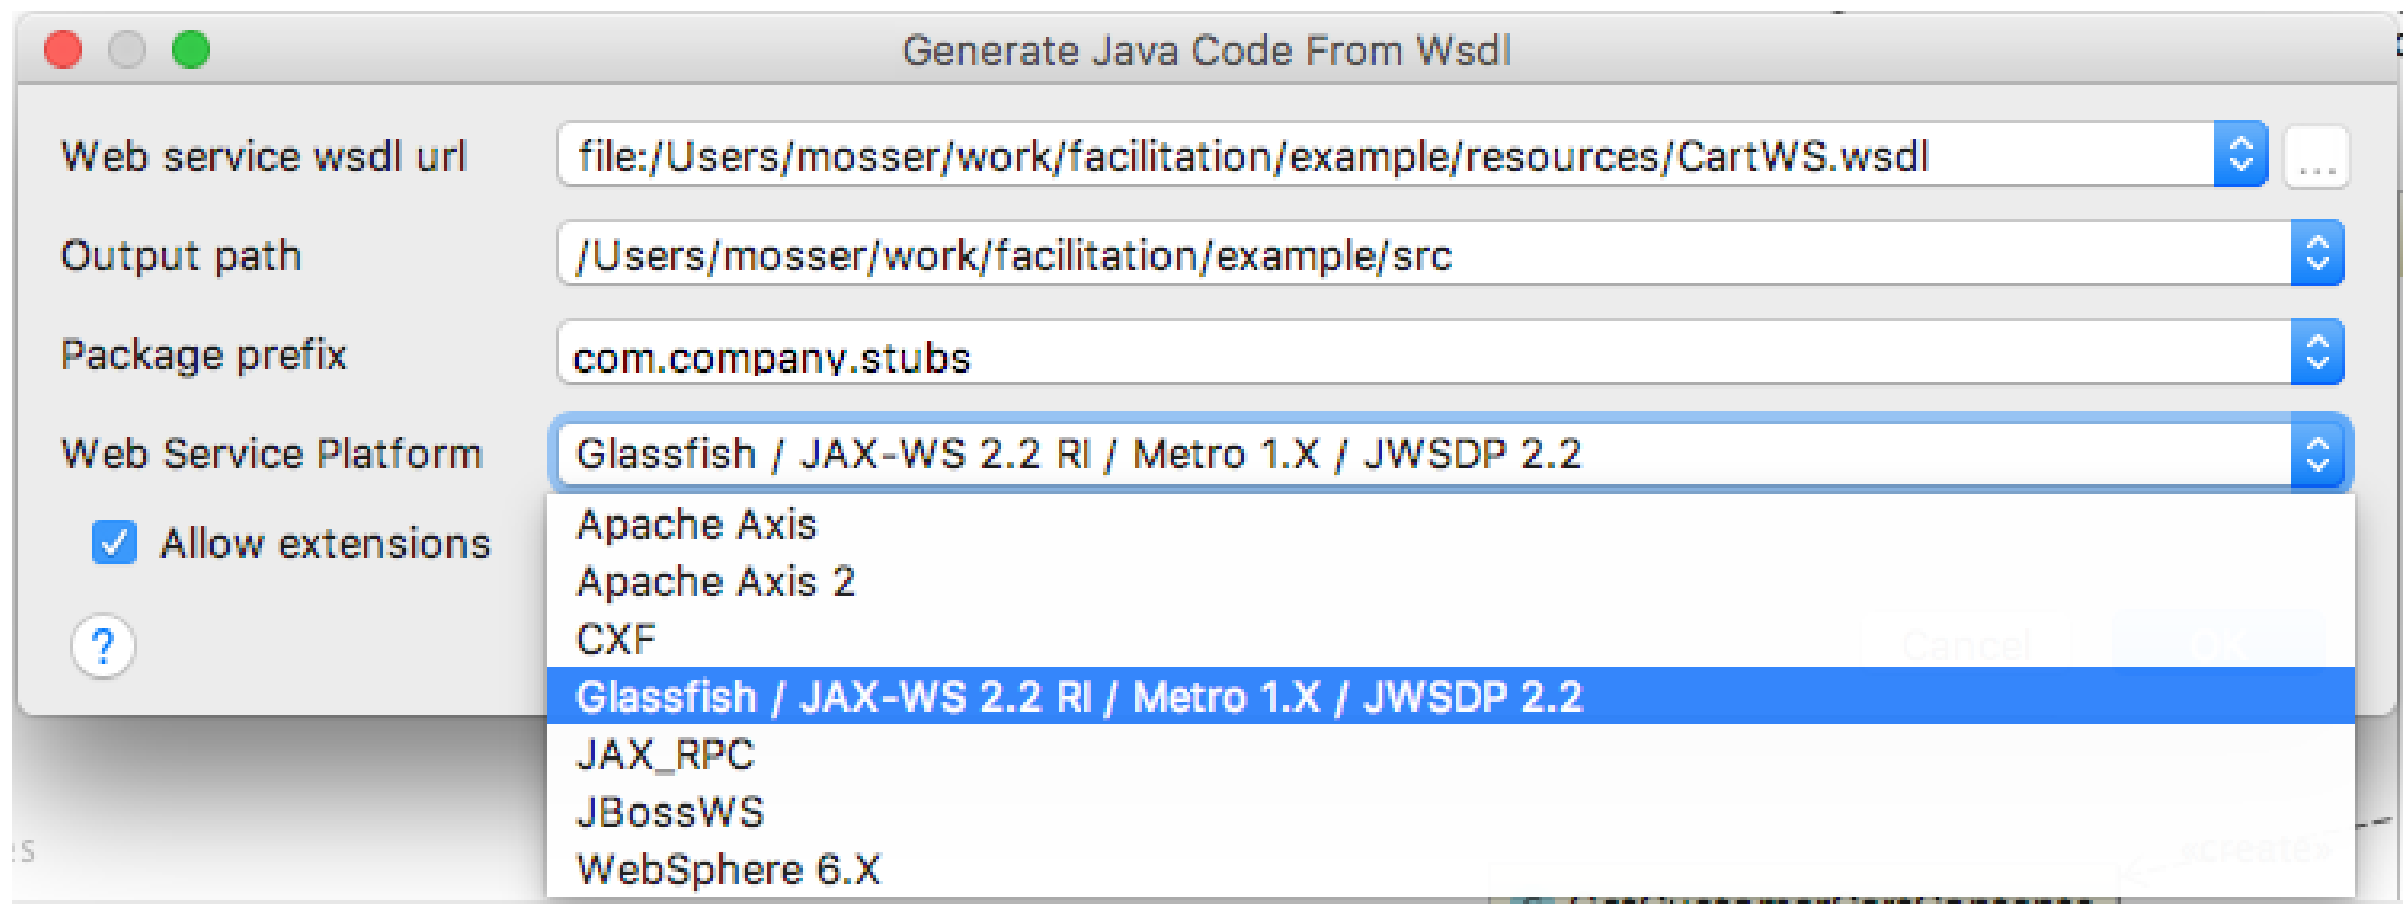 Generate Java Code From Wsdl
Web service wsdl url file:/Users/mosser/work/facilitation/example/resources/CartWS.wsdl ...
Output path /Users/mosser/work/facilitation/example/src
Package prefix com.company.stubs
Web Service Platform Glassfish / JAX-WS 2.2 RI / Metro 1.X / JWSDP 2.2
Apache Axis
Allow extensions
Apache Axis 2
CXF
? Cancel OK
Glassfish / JAX-WS 2.2 RI / Metro 1.X / JWSDP 2.2
JAX_RPC
JBossWS
WebSphere 6.X
«create»